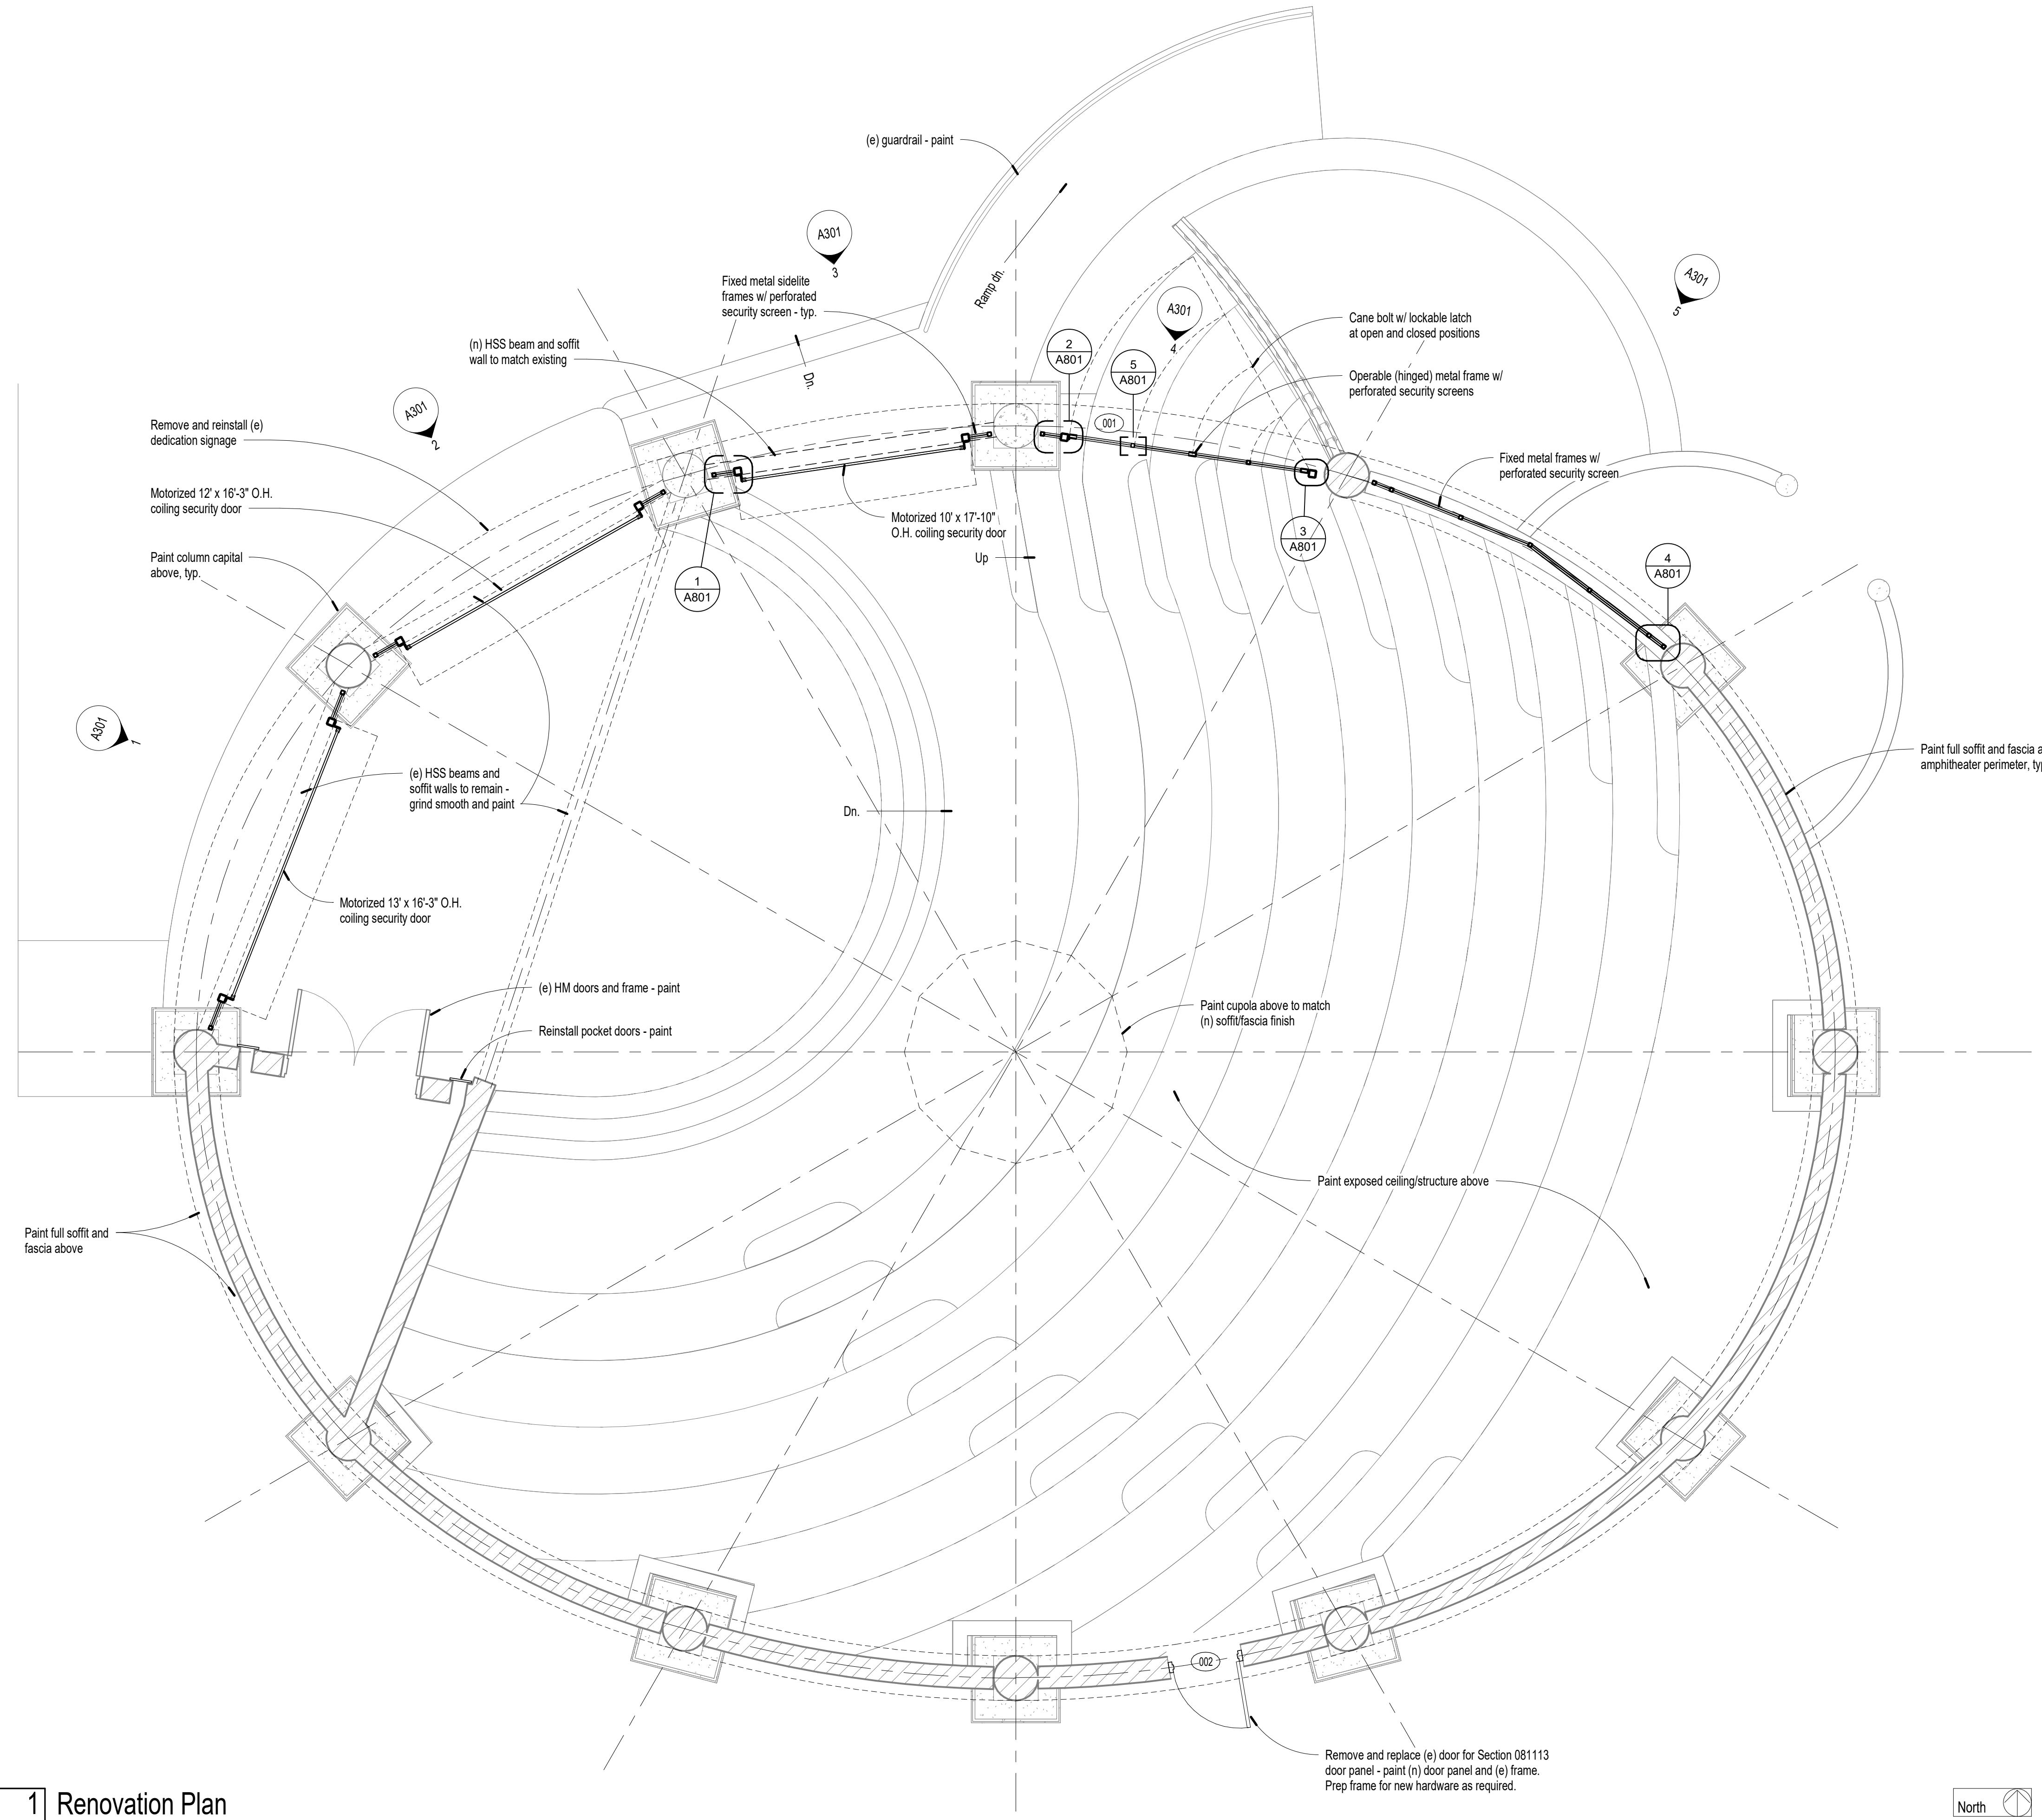 (e) guardrail - paint
A301
3
Fixed metal sidelite
frames w/ perforated
security screen - typ.
Ramp dn.
A301
5
A301
4
Cane bolt w/ lockable latch
at open and closed positions
(n) HSS beam and soffit
wall to match existing
2
A801
5
A801
Dn.
Operable (hinged) metal frame w/
perforated security screens
A301
2
Remove and reinstall (e)
dedication signage
001
Fixed metal frames w/
perforated security screen
Motorized 12' x 16'-3" O.H.
coiling security door
Motorized 10' x 17'-10"
O.H. coiling security door
3
A801
Paint column capital
above, typ.
Up
4
A801
1
A801
A301
1
Paint full soffit and fascia a
amphitheater perimeter, ty
(e) HSS beams and
soffit walls to remain -
grind smooth and paint
Dn.
Motorized 13' x 16'-3" O.H.
coiling security door
(e) HM doors and frame - paint
Paint cupola above to match
(n) soffit/fascia finish
Reinstall pocket doors - paint
Paint exposed ceiling/structure above
Paint full soffit and
fascia above
002
Remove and replace (e) door for Section 081113
door panel - paint (n) door panel and (e) frame.
Prep frame for new hardware as required.
1 Renovation Plan
North